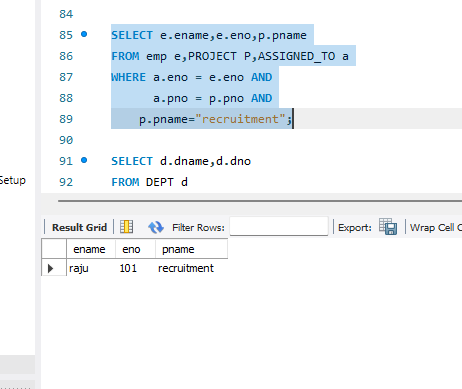 84
85 SELECT e.ename,e.eno,p.pname
86 FROM emp e,PROJECT P,ASSIGNED_TO a
87 WHERE a.eno = e.eno AND
88 a.pno = p.pno AND
89 p.pname="recruitment";
90
91 SELECT d.dname,d.dno
Setup
92 FROM DEPT d
Result Grid Filter Rows: Export: Wrap Cell C
ename eno pname
raju 101 recruitment